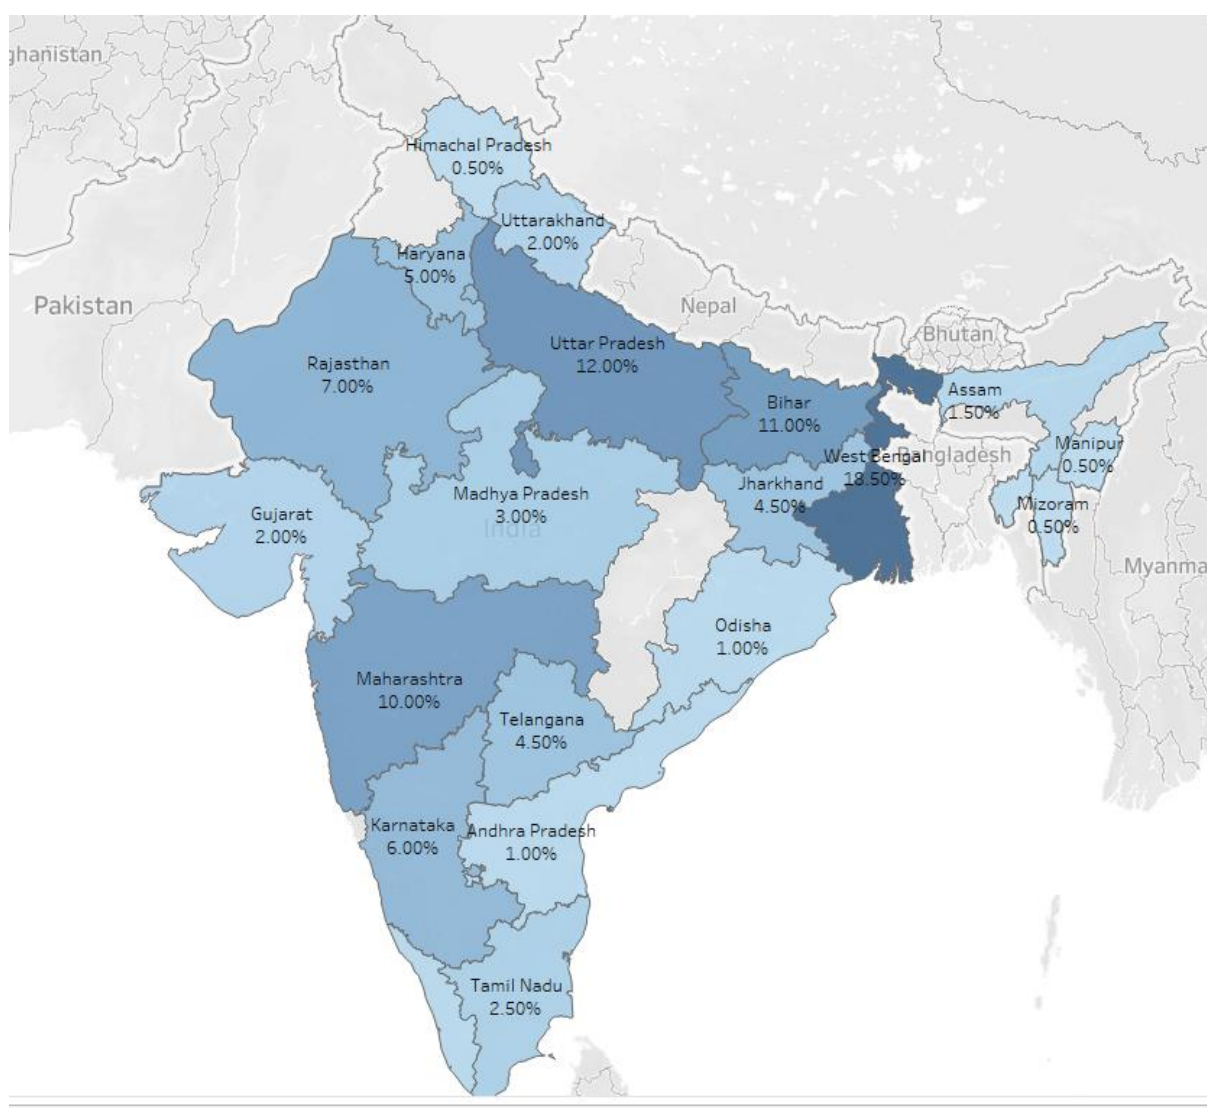 ghanistan
Himachal Pradesh
0.50%
Uttarakhand
2.00%
Haryana
5.00%
Pakistan
Nepal
Bhutan
Uttar Pradesh
12.00%
Rajasthan
7.00%
Assam
1.50%
Bihar
11.00%
Manipur
0.50%
West Bengal
18.50%
Bangladesh
Jharkhand
4.50%
Madhya Pradesh
3.00%
India
Gujarat
2.00%
Mizoram
0.50%
Myanma
Odisha
1.00%
Maharashtra
10.00%
Telangana
4.50%
Karnataka
6.00%
Andhra Pradesh
1.00%
Tamil Nadu
2.50%